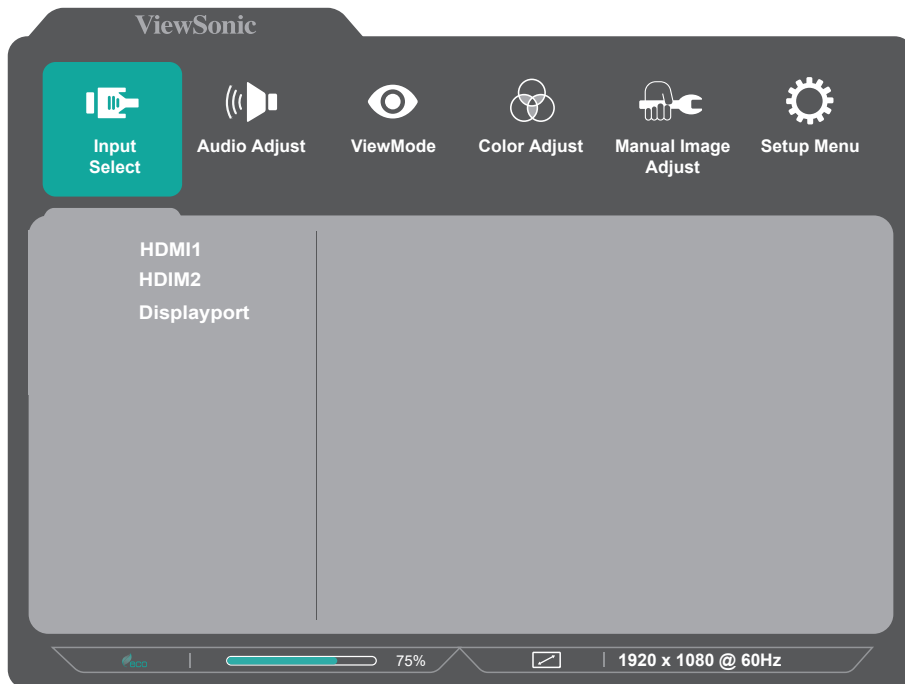 ViewSonic
Input
Select
Audio Adjust
ViewMode
Color Adjust
Manual Image
Adjust
Setup Menu
HDMI1
HDIM2
Displayport
eco
75%
1920 x 1080 @ 60Hz